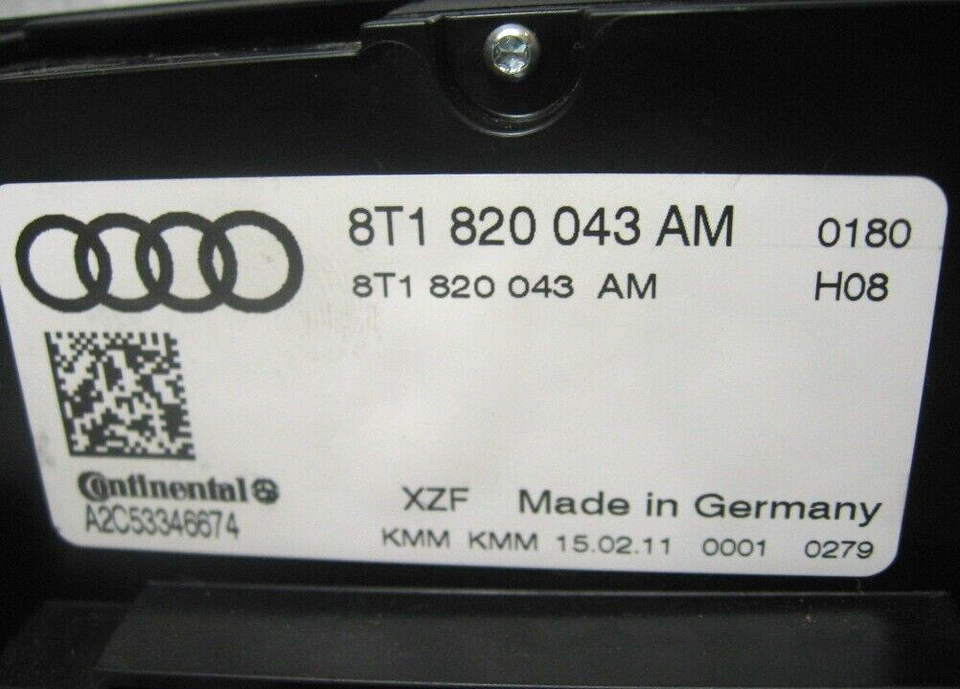 8T1 820 043 AM 0180
8T1 820 043 AM H08
Continental
A2C53346674
XZF Made in Germany
KMM KMM 15.02.11 0001 0279